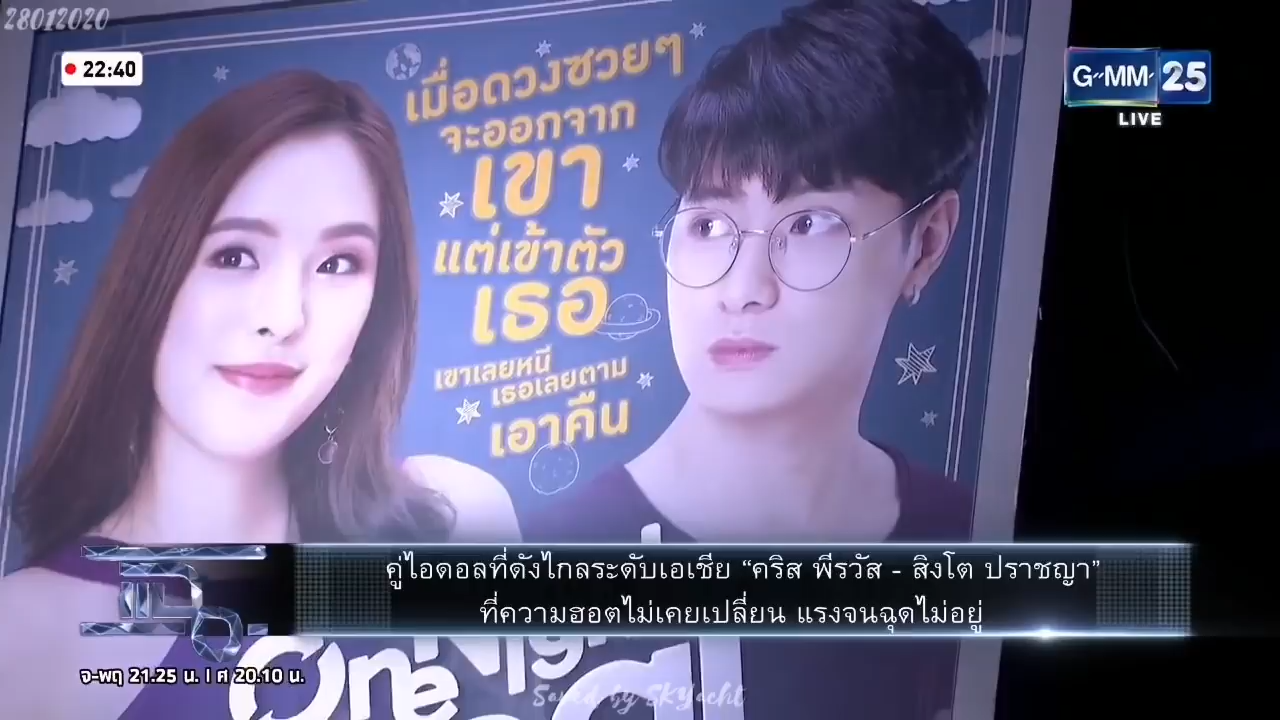 28012020
22:40
G-MM- 25
LIVE
เมื่อดวงซวยๆ
จะออกจาก
เขา
แต่เข้าตัว
เธอ
เขาเลยหนี
เธอเลยตาม
เอาคืน
คู่ไอดอลที่ดังไกลระดับเอเชีย “คริส พีรวัส - สิงโต ปราชญา”
ที่ความฮอตไม่เคยเปลี่ยน แรงจนฉุดไม่อยู่
จ-พฤ 21.25 น. I ศ 20.10 น.
One Night
Saved by SKYacht